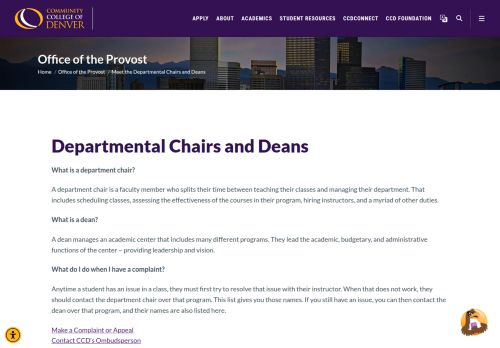 COMMUNITY
COLLEGE OF
DENVER
APPLY ABOUT ACADEMICS STUDENT RESOURCES CCDCONNECT CCD FOUNDATION
Office of the Provost
Home / Office of the Provost / Meet the Departmental Chairs and Deans
Departmental Chairs and Deans
What is a department chair?
A department chair is a faculty member who splits their time between teaching their classes and managing their department. That
includes scheduling classes, assessing the effectiveness of the courses in their program, hiring instructors, and a myriad of other duties.
What is a dean?
A dean manages an academic center that includes many different programs. They lead the academic, budgetary, and administrative
functions of the center – providing leadership and vision.
What do I do when I have a complaint?
Anytime a student has an issue in a class, they must first try to resolve that issue with their instructor. When that does not work, they
should contact the department chair over that program. This list gives you those names. If you still have an issue, you can then contact the
dean over that program, and their names are also listed here.
Make a Complaint or Appeal
Contact CCD's Ombudsperson